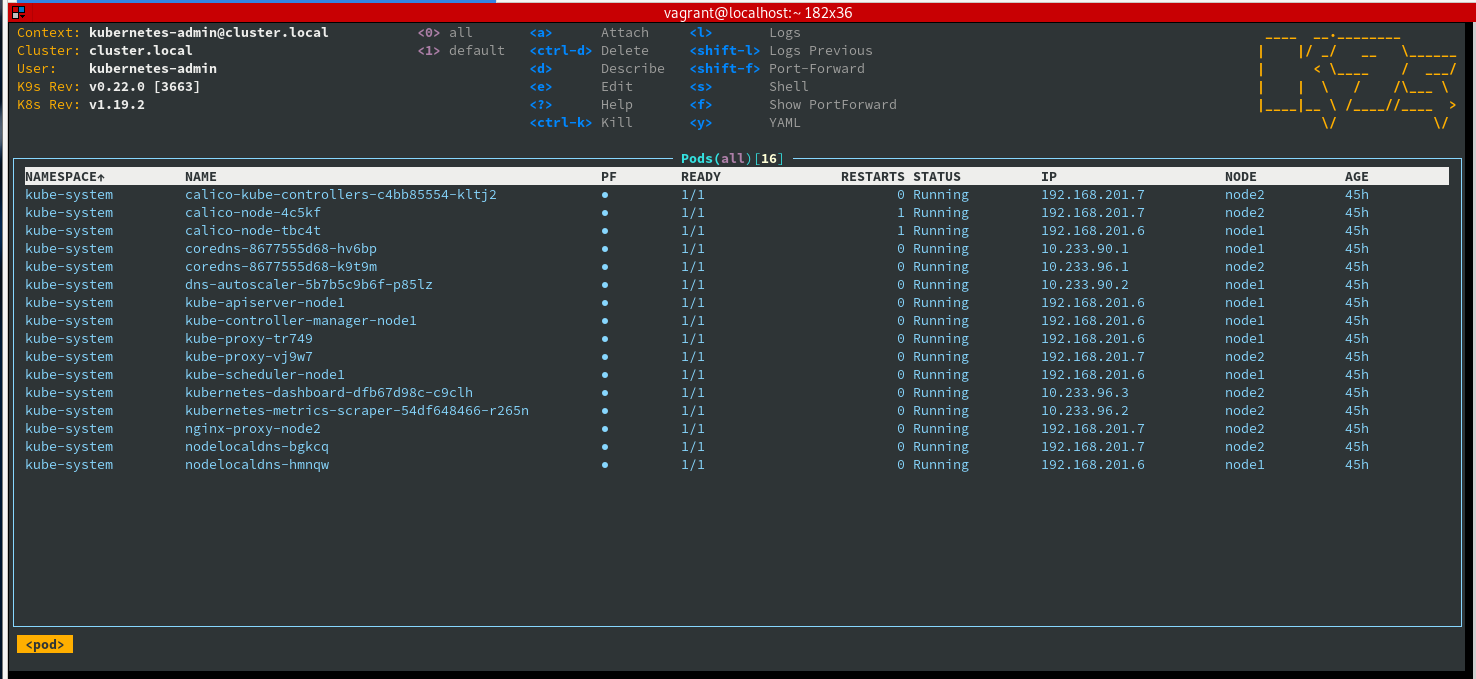 vagrant@localhost:~ 182x36
Context: kubernetes-admin@cluster.local <0> all <a> Attach <l> Logs
Cluster: cluster.local <1> default <ctrl-d> Delete <shift-l> Logs Previous
User: kubernetes-admin <d> Describe <shift-f> Port-Forward
K9s Rev: v0.22.0 [3663] <e> Edit <s> Shell
K8s Rev: v1.19.2 <?> Help <f> Show PortForward
<ctrl-k> Kill <y> YAML
Pods(all)[16]
NAMESPACE↑ NAME PF READY RESTARTS STATUS IP NODE AGE
kube-system calico-kube-controllers-c4bb85554-kltj2 ● 1/1 0 Running 192.168.201.7 node2 45h
kube-system calico-node-4c5kf ● 1/1 1 Running 192.168.201.7 node2 45h
kube-system calico-node-tbc4t ● 1/1 1 Running 192.168.201.6 node1 45h
kube-system coredns-8677555d68-hv6bp ● 1/1 0 Running 10.233.90.1 node1 45h
kube-system coredns-8677555d68-k9t9m ● 1/1 0 Running 10.233.96.1 node2 45h
kube-system dns-autoscaler-5b7b5c9b6f-p85lz ● 1/1 0 Running 10.233.90.2 node1 45h
kube-system kube-apiserver-node1 ● 1/1 0 Running 192.168.201.6 node1 45h
kube-system kube-controller-manager-node1 ● 1/1 0 Running 192.168.201.6 node1 45h
kube-system kube-proxy-tr749 ● 1/1 0 Running 192.168.201.6 node1 45h
kube-system kube-proxy-vj9w7 ● 1/1 0 Running 192.168.201.7 node2 45h
kube-system kube-scheduler-node1 ● 1/1 0 Running 192.168.201.6 node1 45h
kube-system kubernetes-dashboard-dfb67d98c-c9clh ● 1/1 0 Running 10.233.96.3 node2 45h
kube-system kubernetes-metrics-scraper-54df648466-r265n ● 1/1 0 Running 10.233.96.2 node2 45h
kube-system nginx-proxy-node2 ● 1/1 0 Running 192.168.201.7 node2 45h
kube-system nodelocaldns-bgkcq ● 1/1 0 Running 192.168.201.7 node2 45h
kube-system nodelocaldns-hmnqw ● 1/1 0 Running 192.168.201.6 node1 45h
<pod>